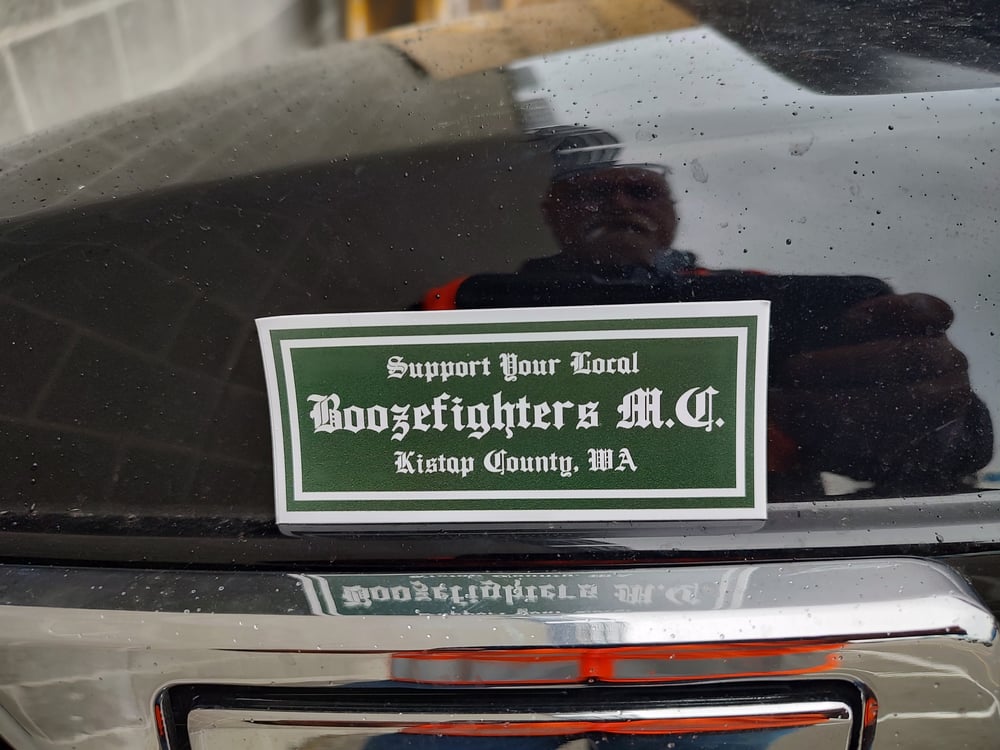 Support Your Local
Boozefighters M.C.
Kistap County, WA